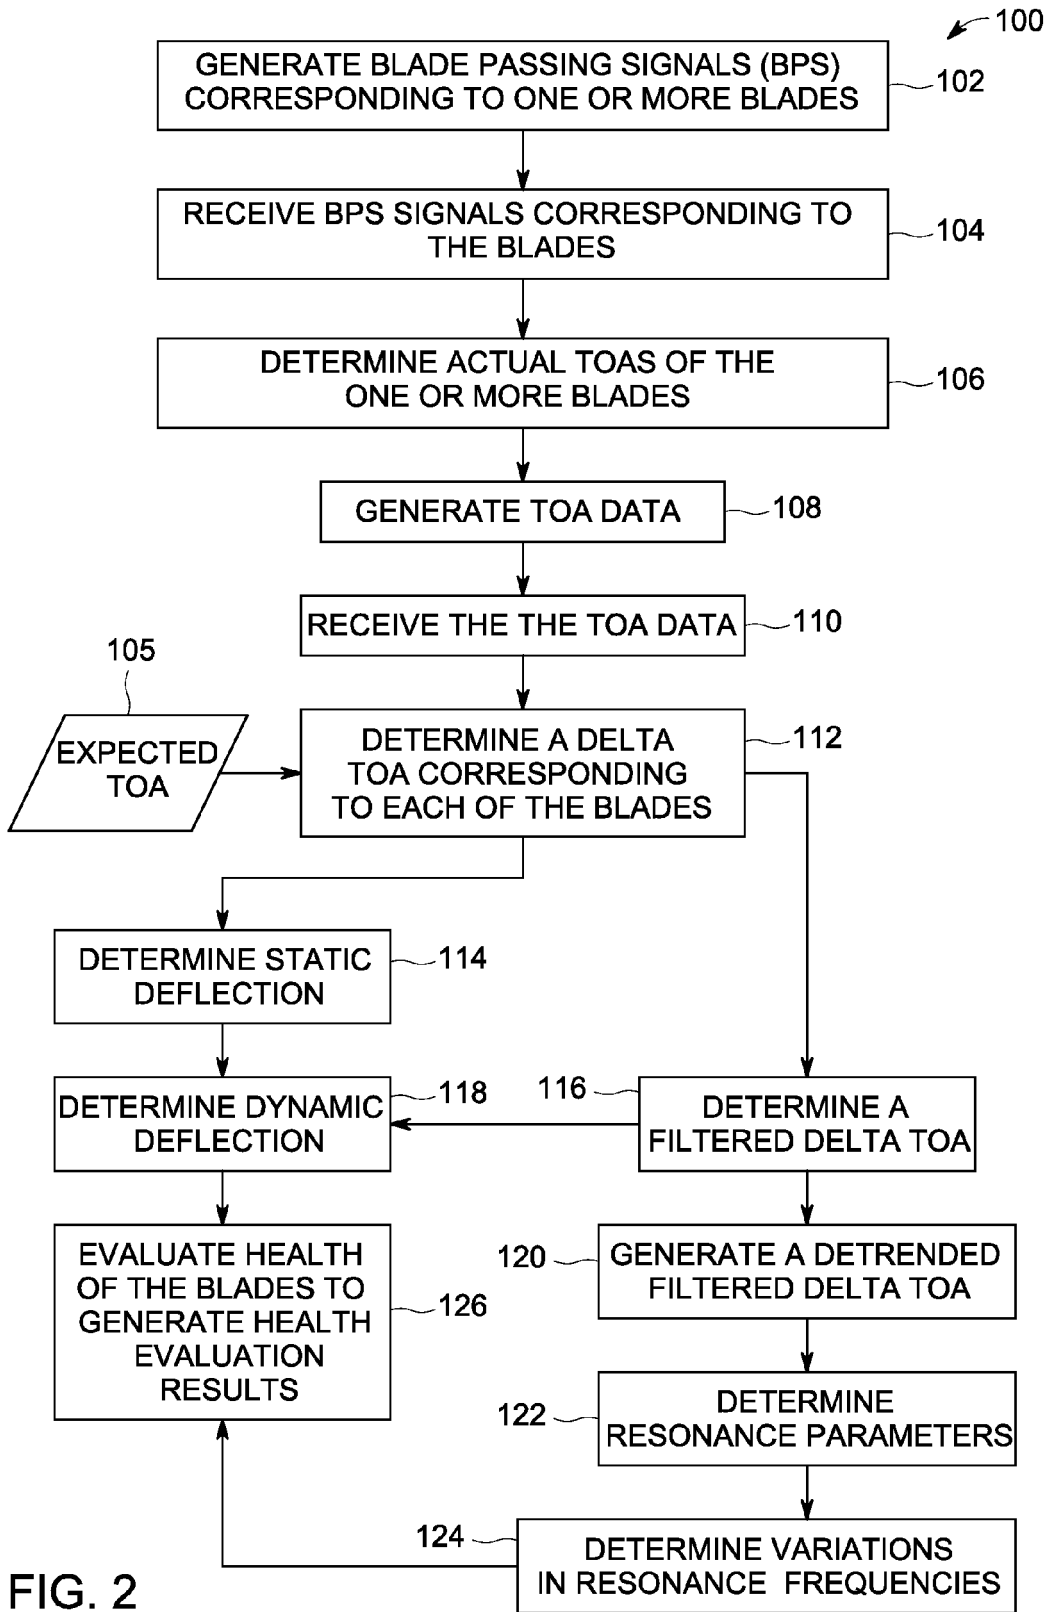 100
GENERATE BLADE PASSING SIGNALS (BPS)
CORRESPONDING TO ONE OR MORE BLADES
102
RECEIVE BPS SIGNALS CORRESPONDING TO
THE BLADES
104
DETERMINE ACTUAL TOAS OF THE
ONE OR MORE BLADES
106
GENERATE TOA DATA
108
RECEIVE THE THE TOA DATA
110
105
EXPECTED
TOA
DETERMINE A DELTA
TOA CORRESPONDING
TO EACH OF THE BLADES
112
DETERMINE STATIC
DEFLECTION
114
DETERMINE DYNAMIC
DEFLECTION
118
116
DETERMINE A
FILTERED DELTA TOA
EVALUATE HEALTH
OF THE BLADES TO
GENERATE HEALTH
EVALUATION
RESULTS
126
120
GENERATE A DETRENDED
FILTERED DELTA TOA
122
DETERMINE
RESONANCE PARAMETERS
124
DETERMINE VARIATIONS
IN RESONANCE FREQUENCIES
FIG. 2